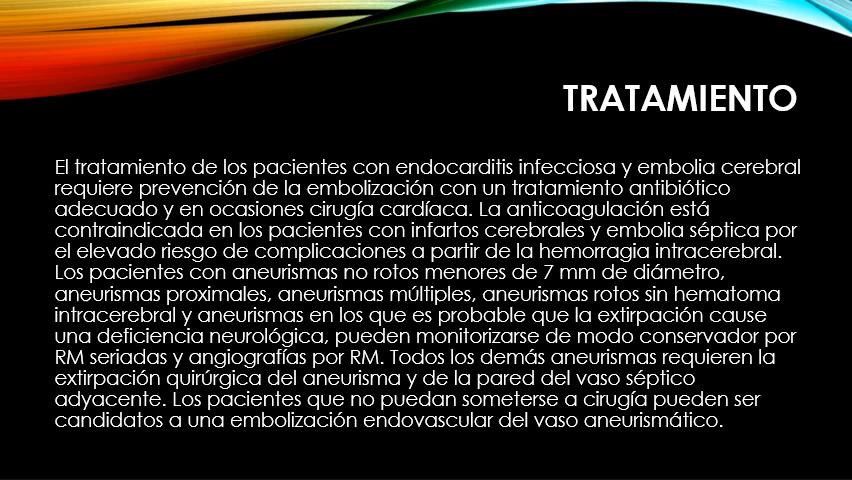 TRATAMIENTO
El tratamiento de los pacientes con endocarditis infecciosa y embolia cerebral
requiere prevención de la embolización con un tratamiento antibiótico
adecuado y en ocasiones cirugía cardíaca. La anticoagulación está
contraindicada en los pacientes con infartos cerebrales y embolia séptica por
el elevado riesgo de complicaciones a partir de la hemorragia intracerebral.
Los pacientes con aneurismas no rotos menores de 7 mm de diámetro,
aneurismas proximales, aneurismas múltiples, aneurismas rotos sin hematoma
intracerebral y aneurismas en los que es probable que la extirpación cause
una deficiencia neurológica, pueden monitorizarse de modo conservador por
RM seriadas y angiografías por RM. Todos los demás aneurismas requieren la
extirpación quirúrgica del aneurisma y de la pared del vaso séptico
adyacente. Los pacientes que no puedan someterse a cirugía pueden ser
candidatos a una embolización endovascular del vaso aneurismático.